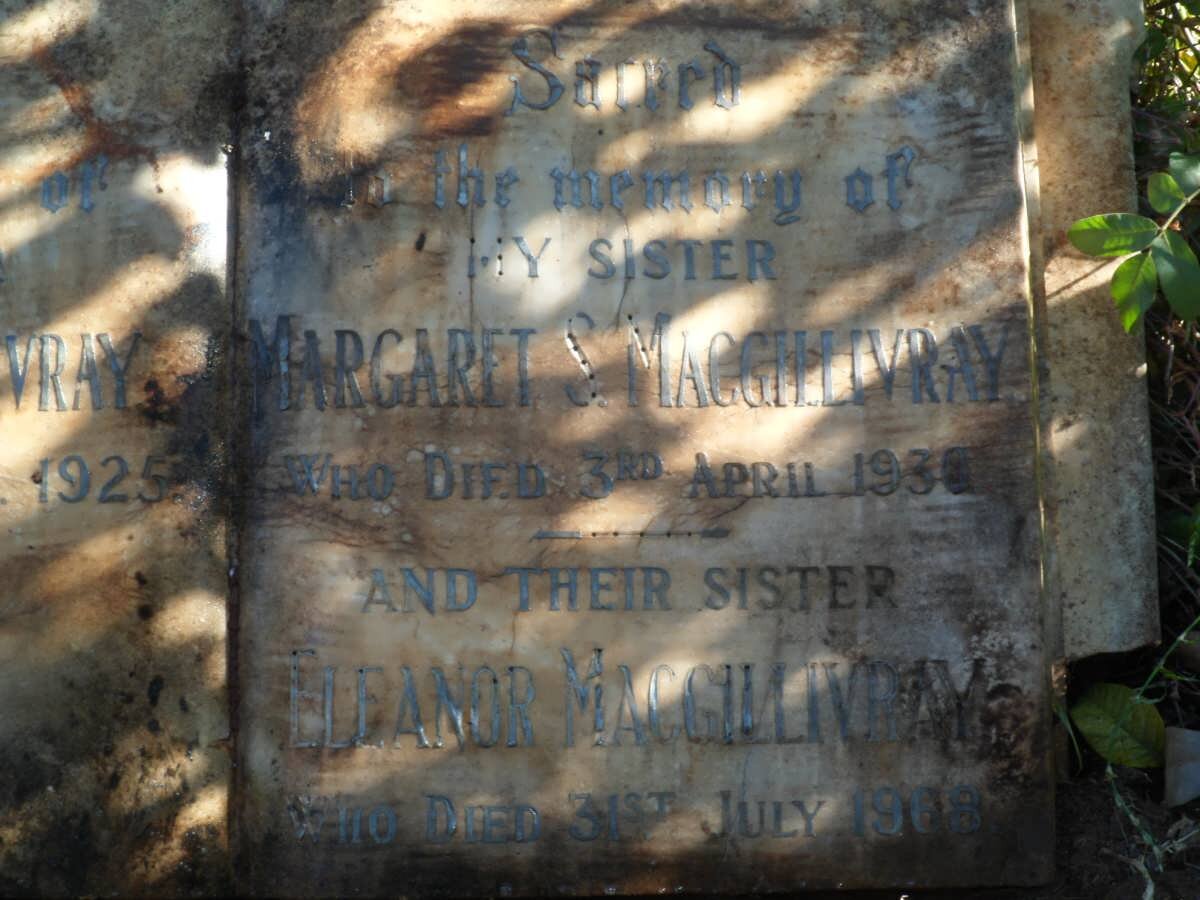 of
VRAY
1925
Sacred
To the memory of
MY SISTER
MARGARET S. MACGILLIVRAY
WHO DIED 3RD APRIL 1930
AND THEIR SISTER
ELEANOR MACGILLIVRAY
WHO DIED 31ST JULY 1968.